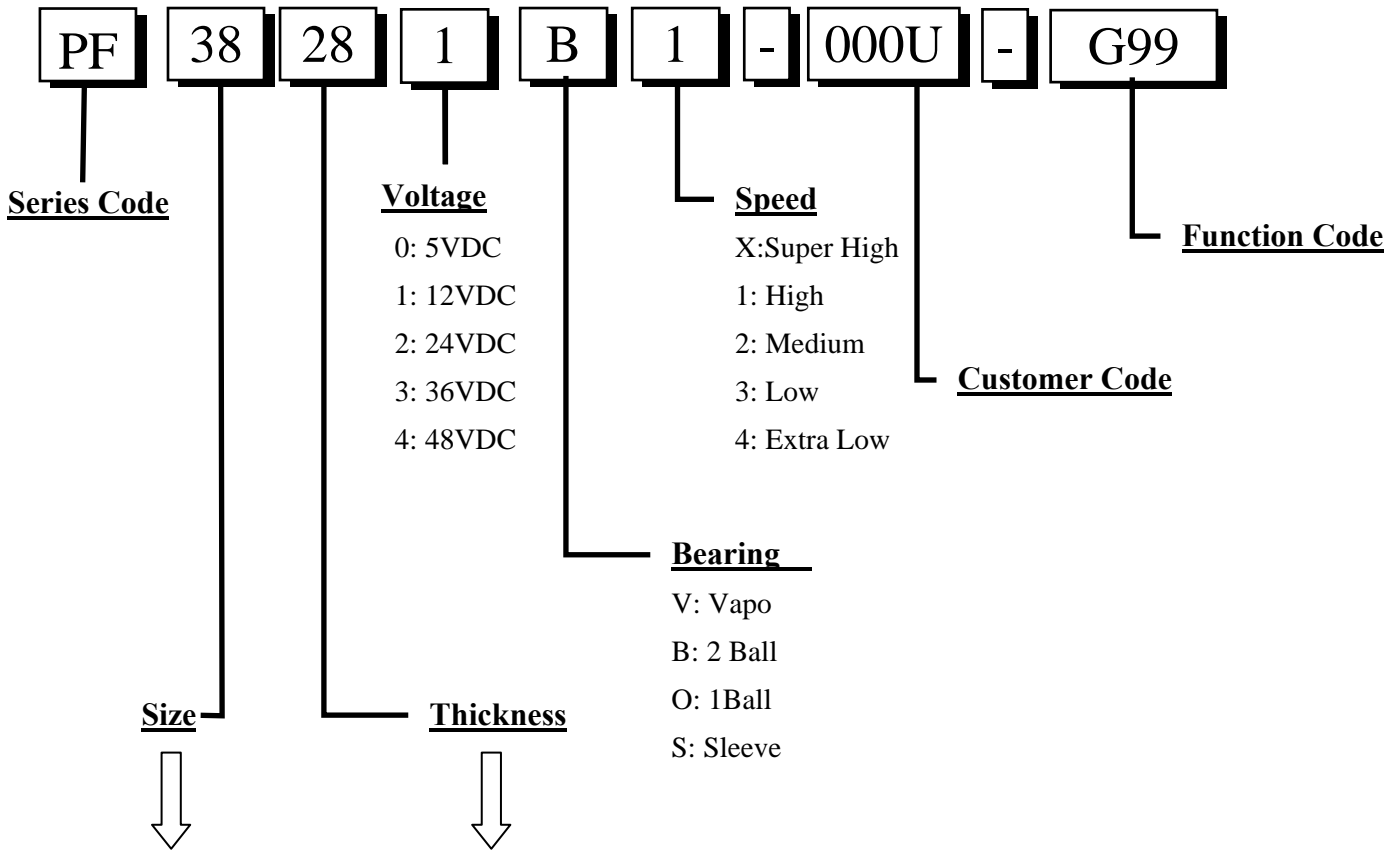 PF 38 28 1 B 1 - 000U - G99
Series Code
Voltage
0: 5VDC
1: 12VDC
2: 24VDC
3: 36VDC
4: 48VDC
Speed
X:Super High
1: High
2: Medium
3: Low
4: Extra Low
Function Code
Customer Code
Bearing
V: Vapo
B: 2 Ball
O: 1Ball
S: Sleeve
Size
Thickness